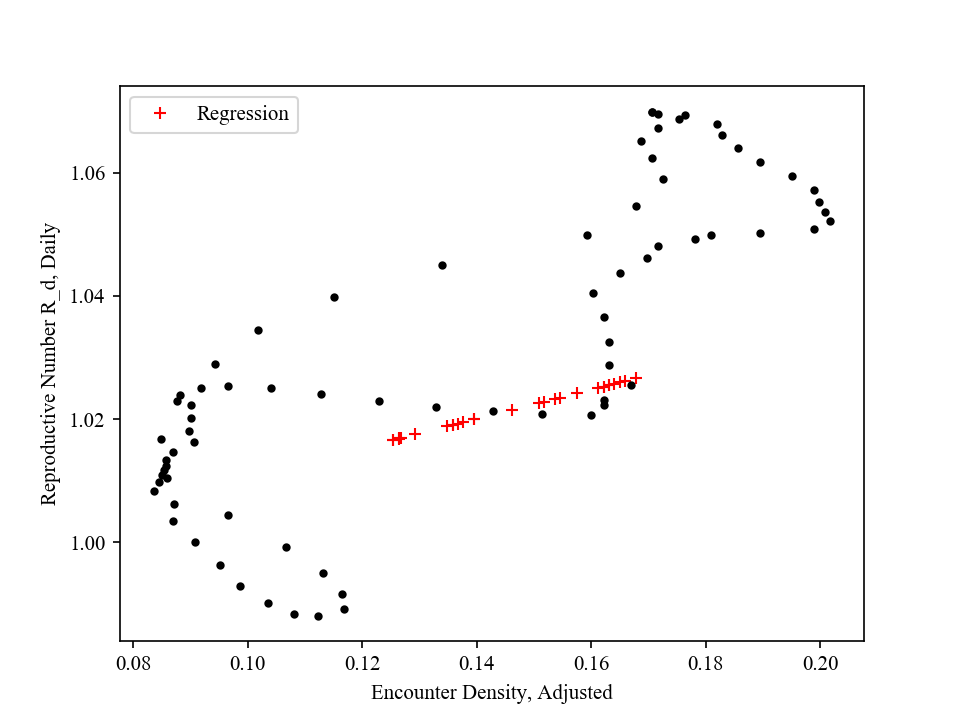 Regression
1.06
1.04
1.02
1.00
Reproductive Number R_d, Daily
0.08 0.10 0.12 0.14 0.16 0.18 0.20
Encounter Density, Adjusted